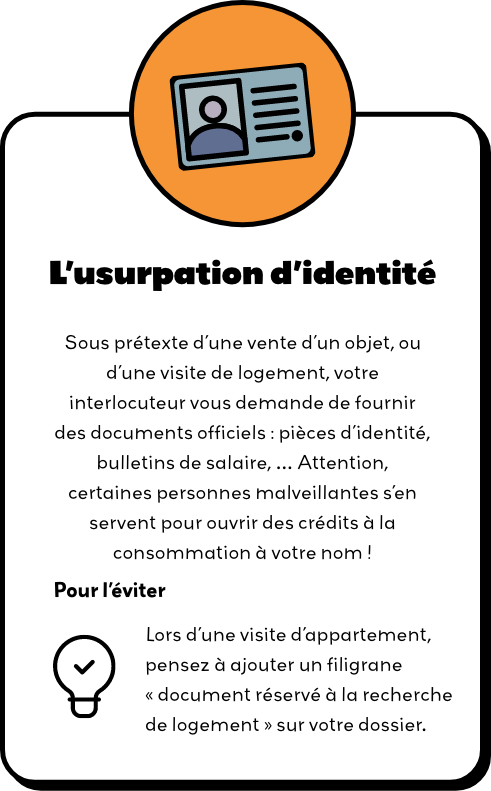 L'usurpation d'identité
Sous prétexte d'une vente d'un objet, ou
d'une visite de logement, votre
interlocuteur vous demande de fournir
des documents officiels : pièces d'identité,
bulletins de salaire, ... Attention,
certaines personnes malveillantes s'en
servent pour ouvrir des crédits à la
consommation à votre nom !
Pour l'éviter
Lors d'une visite d'appartement,
pensez à ajouter un filigrane
« document réservé à la recherche
de logement » sur votre dossier.